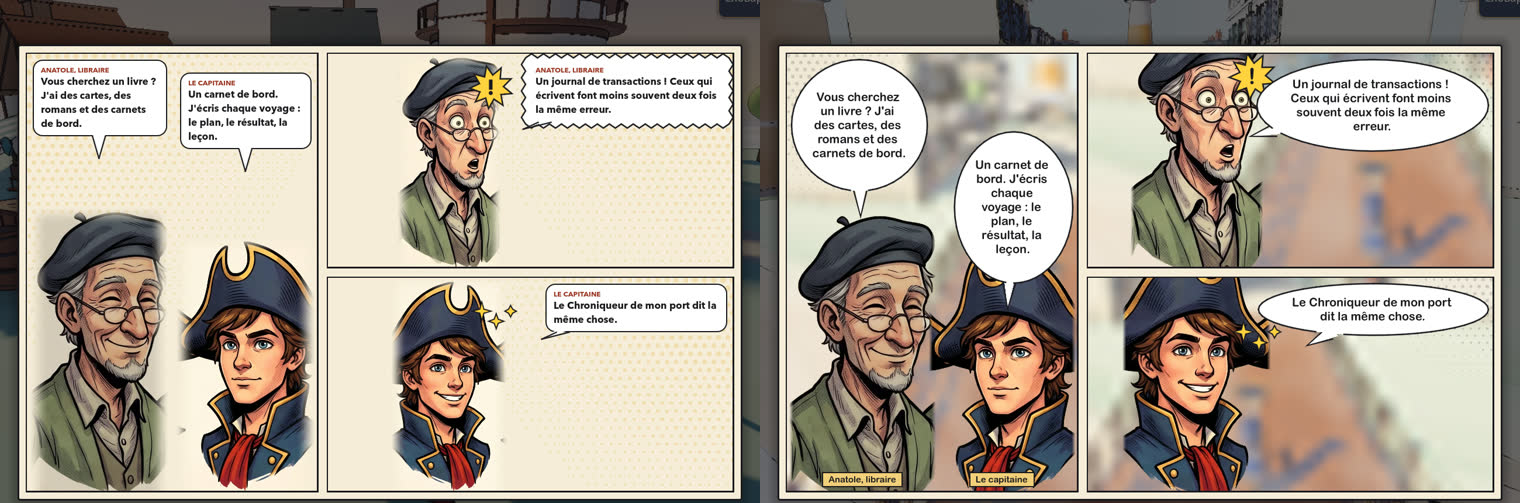 ANATOLE, LIBRAIRE
Vous cherchez un livre ?
J'ai des cartes, des
romans et des carnets
de bord.
LE CAPITAINE
Un carnet de bord.
J'écris chaque voyage :
le plan, le résultat, la
leçon.
!
ANATOLE, LIBRAIRE
Un journal de transactions ! Ceux qui
écrivent font moins souvent deux fois
la même erreur.
LE CAPITAINE
Le Chroniqueur de mon port dit la
même chose.
Vous cherchez
un livre ? J'ai
des cartes, des
romans et des
carnets de bord.
Un carnet de
bord. J'écris
chaque
voyage : le
plan, le
résultat, la
leçon.
Anatole, libraire
Le capitaine
!
Un journal de transactions !
Ceux qui écrivent font moins
souvent deux fois la même
erreur.
Le Chroniqueur de mon port
dit la même chose.